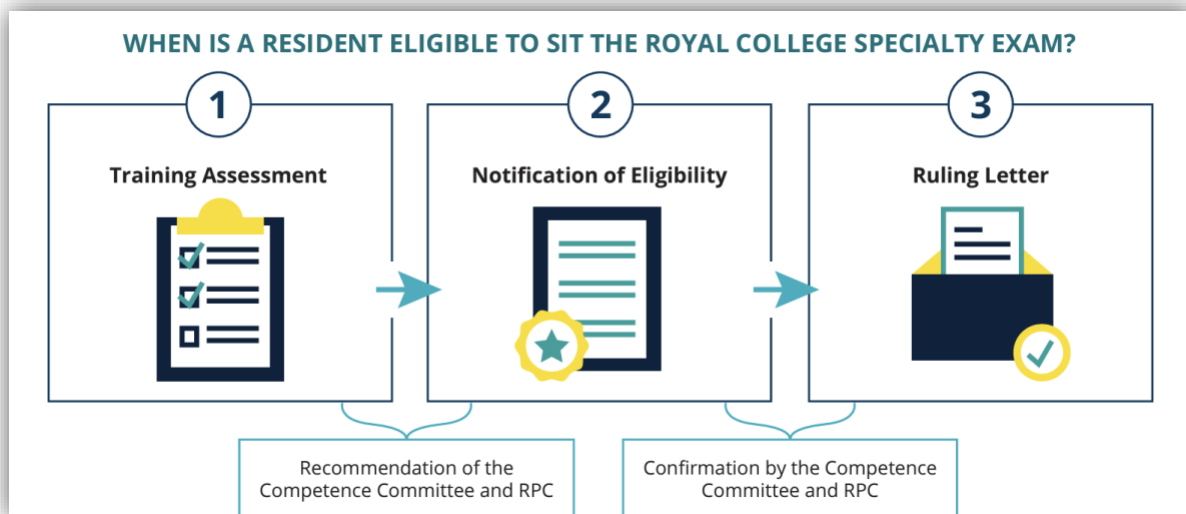 WHEN IS A RESIDENT ELIGIBLE TO SIT THE ROYAL COLLEGE SPECIALTY EXAM?
1
Training Assessment
2
Notification of Eligibility
3
Ruling Letter
Recommendation of the
Competence Committee and RPC
Confirmation by the Competence
Committee and RPC